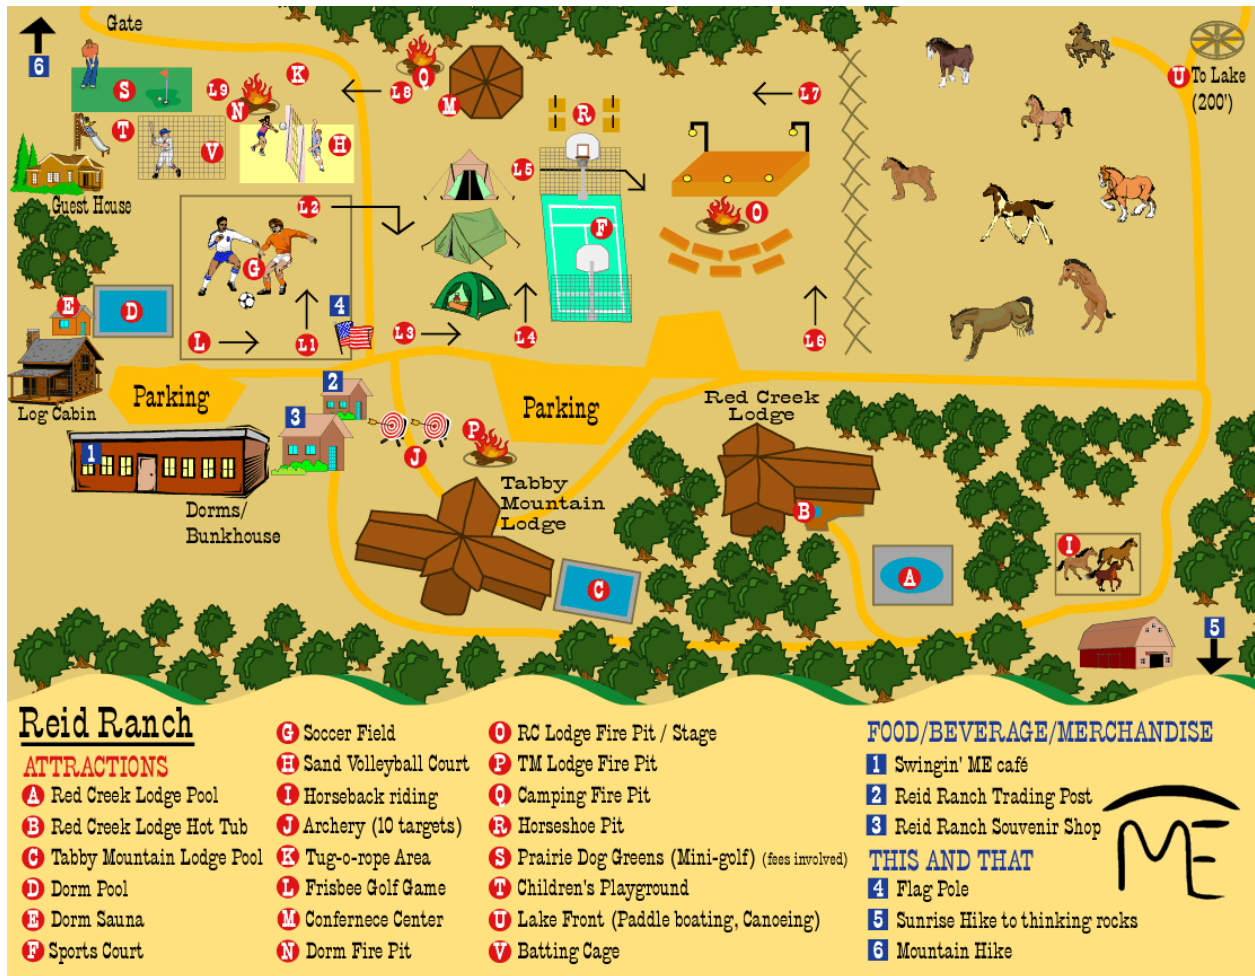 Gate
6
S
L9
K
N
L8
Q
M
R
L7
U To Lake
(200')
T
V
H
L5
Guest House
L2
F
O
G
E
D
4
L
L1
L3
L4
L6
Log Cabin
Parking
2
3
P
J
Parking
Red Creek
Lodge
1
Tabby
Mountain
Lodge
Dorms/
Bunkhouse
B
I
A
C
5
Reid Ranch
ATTRACTIONS
A Red Creek Lodge Pool
B Red Creek Lodge Hot Tub
C Tabby Mountain Lodge Pool
D Dorm Pool
E Dorm Sauna
F Sports Court
G Soccer Field
H Sand Volleyball Court
I Horseback riding
J Archery (10 targets)
K Tug-o-rope Area
L Frisbee Golf Game
M Confernece Center
N Dorm Fire Pit
O RC Lodge Fire Pit / Stage
P TM Lodge Fire Pit
Q Camping Fire Pit
R Horseshoe Pit
S Prairie Dog Greens (Mini-golf) (fees involved)
T Children's Playground
U Lake Front (Paddle boating, Canoeing)
V Batting Cage
FOOD/BEVERAGE/MERCHANDISE
1 Swingin' ME café
2 Reid Ranch Trading Post
3 Reid Ranch Souvenir Shop
THIS AND THAT
4 Flag Pole
5 Sunrise Hike to thinking rocks
6 Mountain Hike
ME